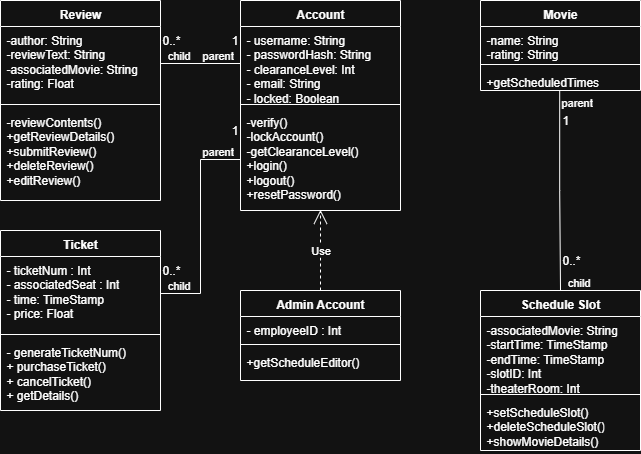 Review
-author: String
-reviewText: String
-associatedMovie: String
-rating: Float
-reviewContents()
+getReviewDetails()
+submitReview()
+deleteReview()
+editReview()
0..*
child
1
parent
Account
- username: String
- passwordHash: String
- clearanceLevel: Int
- email: String
- locked: Boolean
-verify()
-lockAccount()
-getClearanceLevel()
+login()
+logout()
+resetPassword()
1
parent
Movie
-name: String
-rating: String
+getScheduledTimes
parent
1
Ticket
- ticketNum : Int
- associatedSeat : Int
- time: TimeStamp
- price: Float
- generateTicketNum()
+ purchaseTicket()
+ cancelTicket()
+ getDetails()
0..*
child
Use
Admin Account
- employeeID : Int
+getScheduleEditor()
0..*
child
Schedule Slot
-associatedMovie: String
-startTime: TimeStamp
-endTime: TimeStamp
-slotID: Int
-theaterRoom: Int
+setScheduleSlot()
+deleteScheduleSlot()
+showMovieDetails()